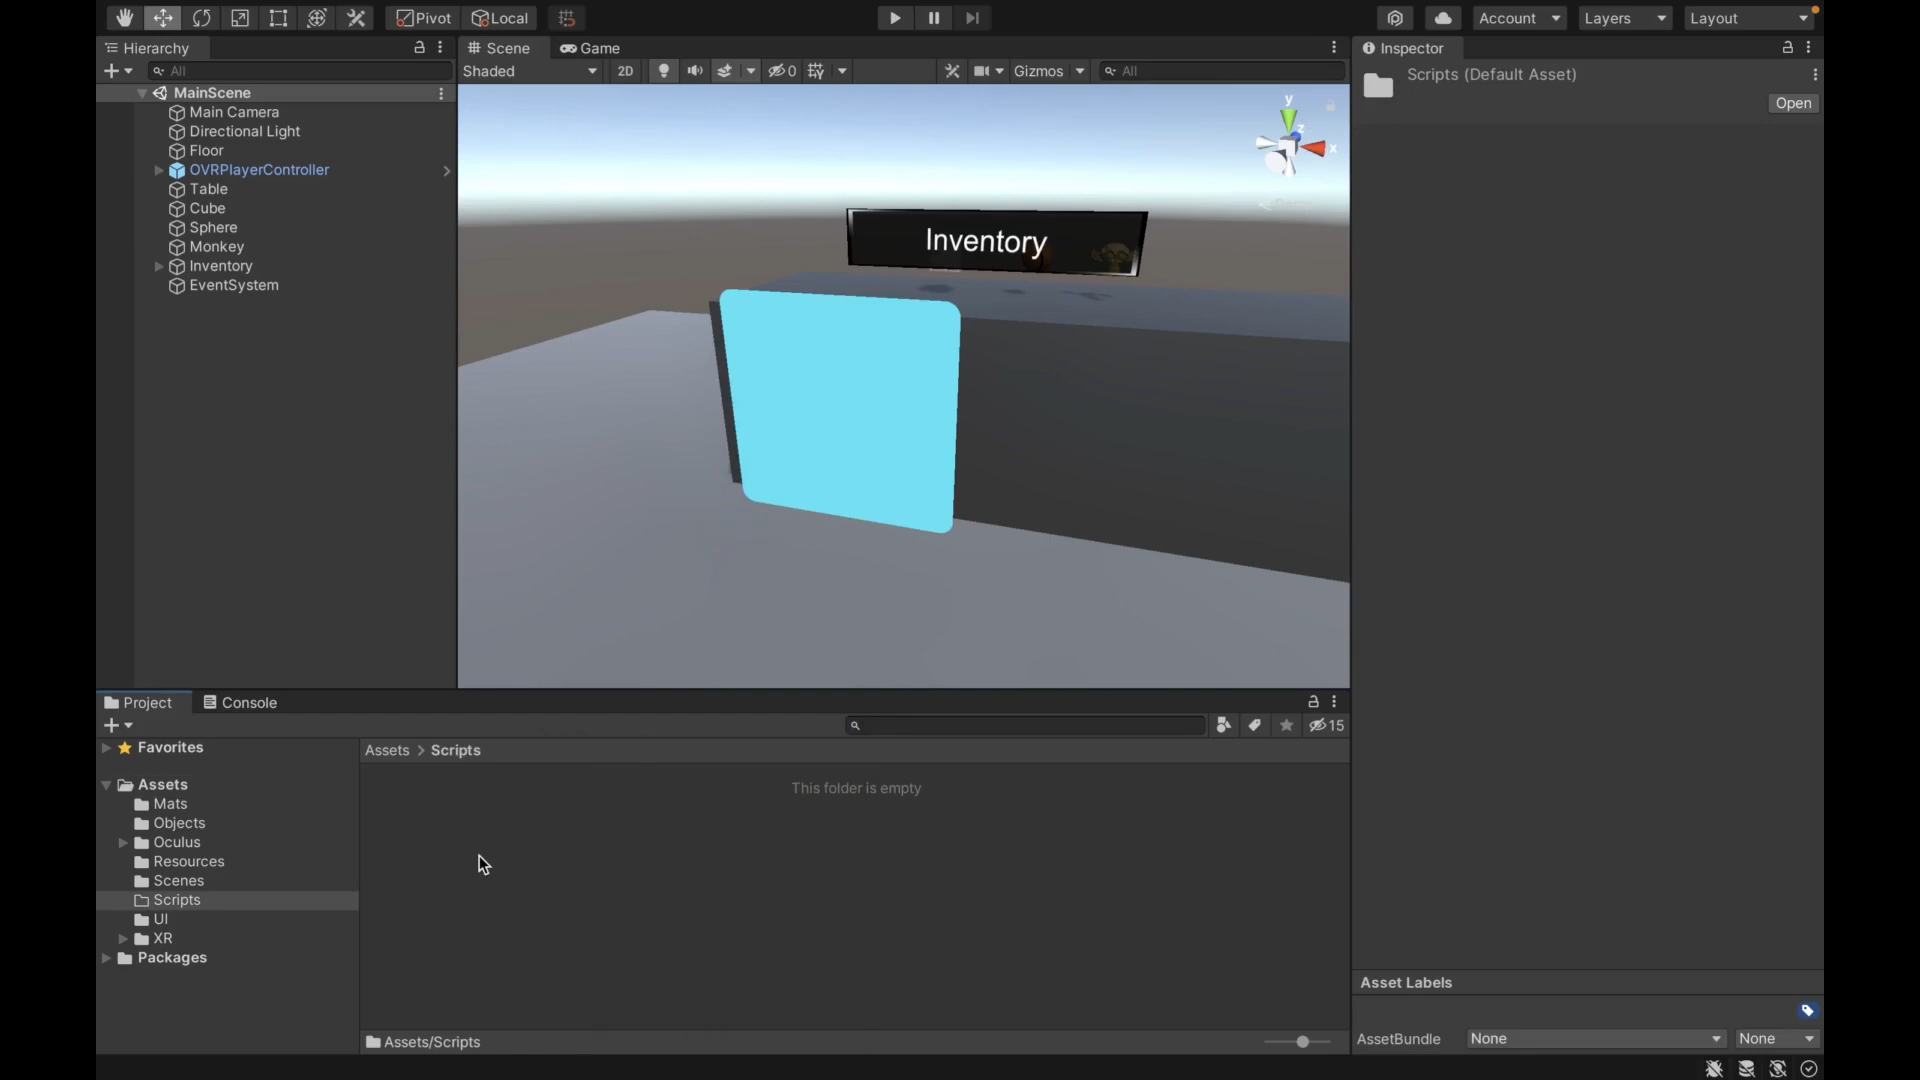 Pivot
Local
Account
Layers
Layout
Hierarchy
All
MainScene
Main Camera
Directional Light
Floor
OVRPlayerController
Table
Cube
Sphere
Monkey
Inventory
EventSystem
Scene
Game
Shaded
2D
0
Gizmos
All
y
z
x
Inventory
Inspector
Scripts (Default Asset)
Open
Project
Console
15
Favorites
Assets
Mats
Objects
Oculus
Resources
Scenes
Scripts
UI
XR
Packages
Assets > Scripts
This folder is empty
Assets/Scripts
Asset Labels
AssetBundle
None
None